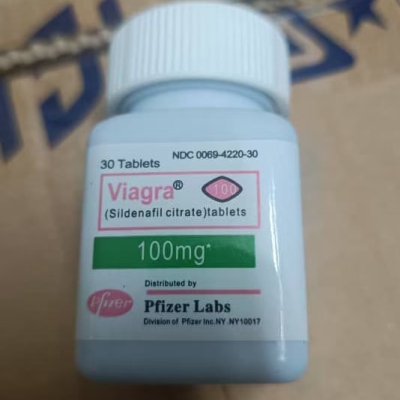 30 Tablets NDC 0069-4220-30
Viagra® 100
(Sildenafil citrate)tablets
100mg*
Distributed by
Pfizer Pfizer Labs
Division of Pfizer Inc.NY.NY10017